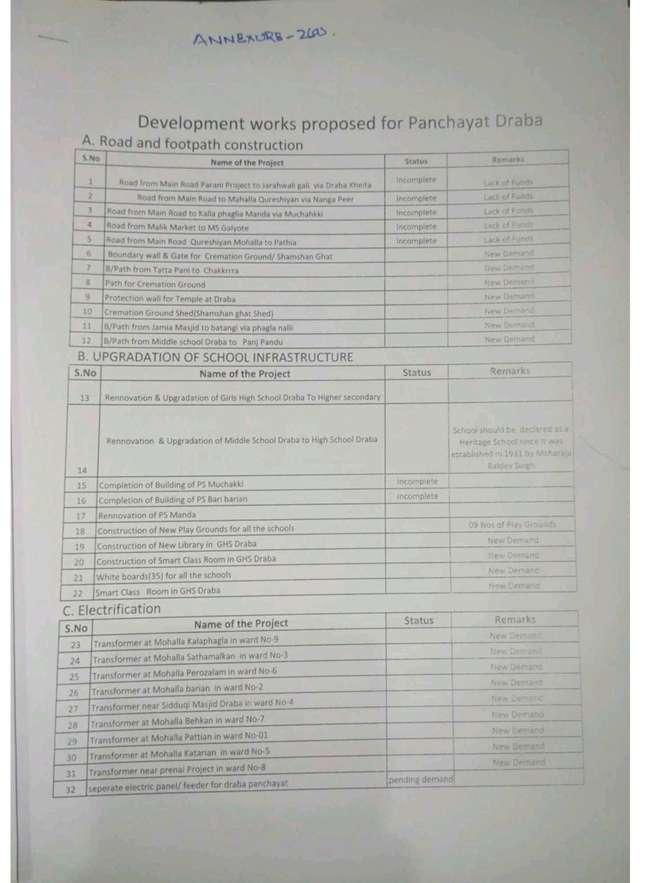 ANNEXURE-
Development works proposed for Panchayat Draba
A. Road and footpath construction
S.No Name of the Project Status Remarks
1 Road from Main Road Parani Project to Jarahwali gali via Draba Kheita Incomplete Lack of Funds
2 Road from Main Road to Mahalla Qureshiyan via Nanga Peer Incomplete Lack of Funds
3 Road from Main Road to Kalla phaglia Manda via Muchahkki Incomplete Lack of Funds
4 Road from Malik Market to MS Galyote Incomplete Lack of Funds
5 Road from Main Road Qureshiyan Mohalla to Pathia Incomplete Lack of Funds
6 Boundary wall & Gate for Cremation Ground/ Shamshan Ghat New Demand
7 B/Path from Tatta Pani to Chakkrrra New Demand
8 Path for Cremation Ground New Demand
9 Protection wall for Temple at Draba New Demand
10 Cremation Ground Shed(Shamshan ghat Shed) New Demand
11 B/Path from Jamia Masjid to batangi via phagla nalli New Demand
12 B/Path from Middle school Draba to Panj Pandu New Demand
B. UPGRADATION OF SCHOOL INFRASTRUCTURE
S.No Name of the Project Status Remarks
13 Rennovation & Upgradation of Girls High School Draba To Higher secondary
14 Rennovation & Upgradation of Middle School Draba to High School Draba
School should be declared as a
Heritage School since it was
established in 1931 by Maharaja
Baldev Singh
15 Completion of Building of PS Muchakki Incomplete
16 Completion of Building of PS Bari barian Incomplete
17 Rennovation of PS Manda
18 Construction of New Play Grounds for all the schools 09 Nos of Play Grounds
19 Construction of New Library in GHS Draba New Demand
20 Construction of Smart Class Room in GHS Draba New Demand
21 White boards(35) for all the schools New Demand
22 Smart Class Room in GHS Draba New Demand
C. Electrification
S.No Name of the Project Status Remarks
23 Transformer at Mohalla Kalaphagla in ward No-9 New Demand
24 Transformer at Mohalla Sathamalkan in ward No-3 New Demand
25 Transformer at Mohalla Perozalam in ward No-6 New Demand
26 Transformer at Mohalla barian in ward No-2 New Demand
27 Transformer near Sidduqi Masjid Draba in ward No-4 New Demand
28 Transformer at Mohalla Behkan in ward No-7 New Demand
29 Transformer at Mohalla Pattian in ward No-01 New Demand
30 Transformer at Mohalla Katarian in ward No-5 New Demand
31 Transformer near prenai Project in ward No-8 New Demand
32 seperate electric panel/ feeder for draba panchayat pending demand